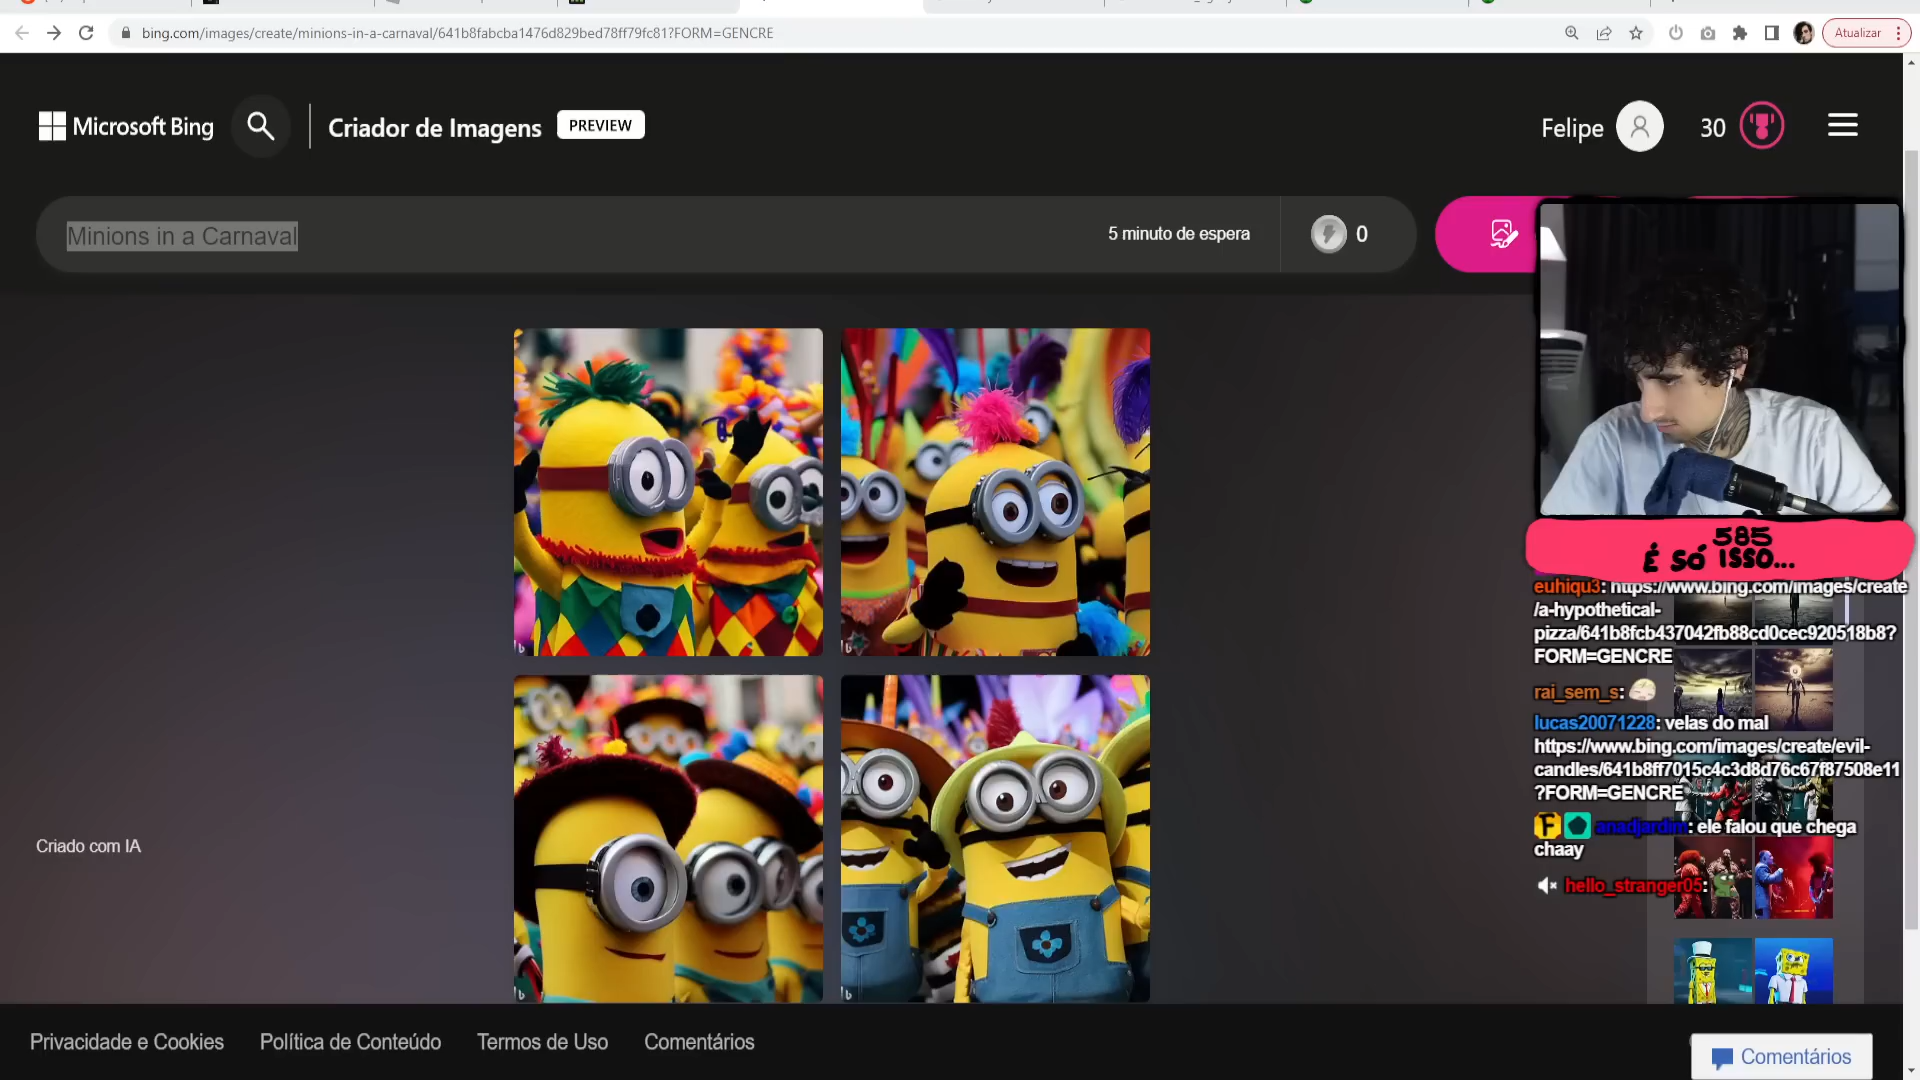 bing.com/images/create/minions-in-a-carnaval/641b8fabcba1476d829bed78ff79fc81?FORM=GENCRE
Atualizar
Microsoft Bing
Criador de Imagens
PREVIEW
Felipe
30
Minions in a Carnaval
5 minuto de espera
0
585
É SÓ ISSO...
euhiqu3: https://www.bing.com/images/create
/a-hypothetical-
pizza/641b8fcb437042fb88cd0cec920518b8?
FORM=GENCRE
rai_sem_s:
lucas20071228: velas do mal
https://www.bing.com/images/create/evil-
candles/641b8ff7015c4c3d8d76c67f87508e11
?FORM=GENCRE
anadjardim: ele falou que chega
chaay
hello_stranger05:
Criado com IA
Privacidade e Cookies
Política de Conteúdo
Termos de Uso
Comentários
Comentários